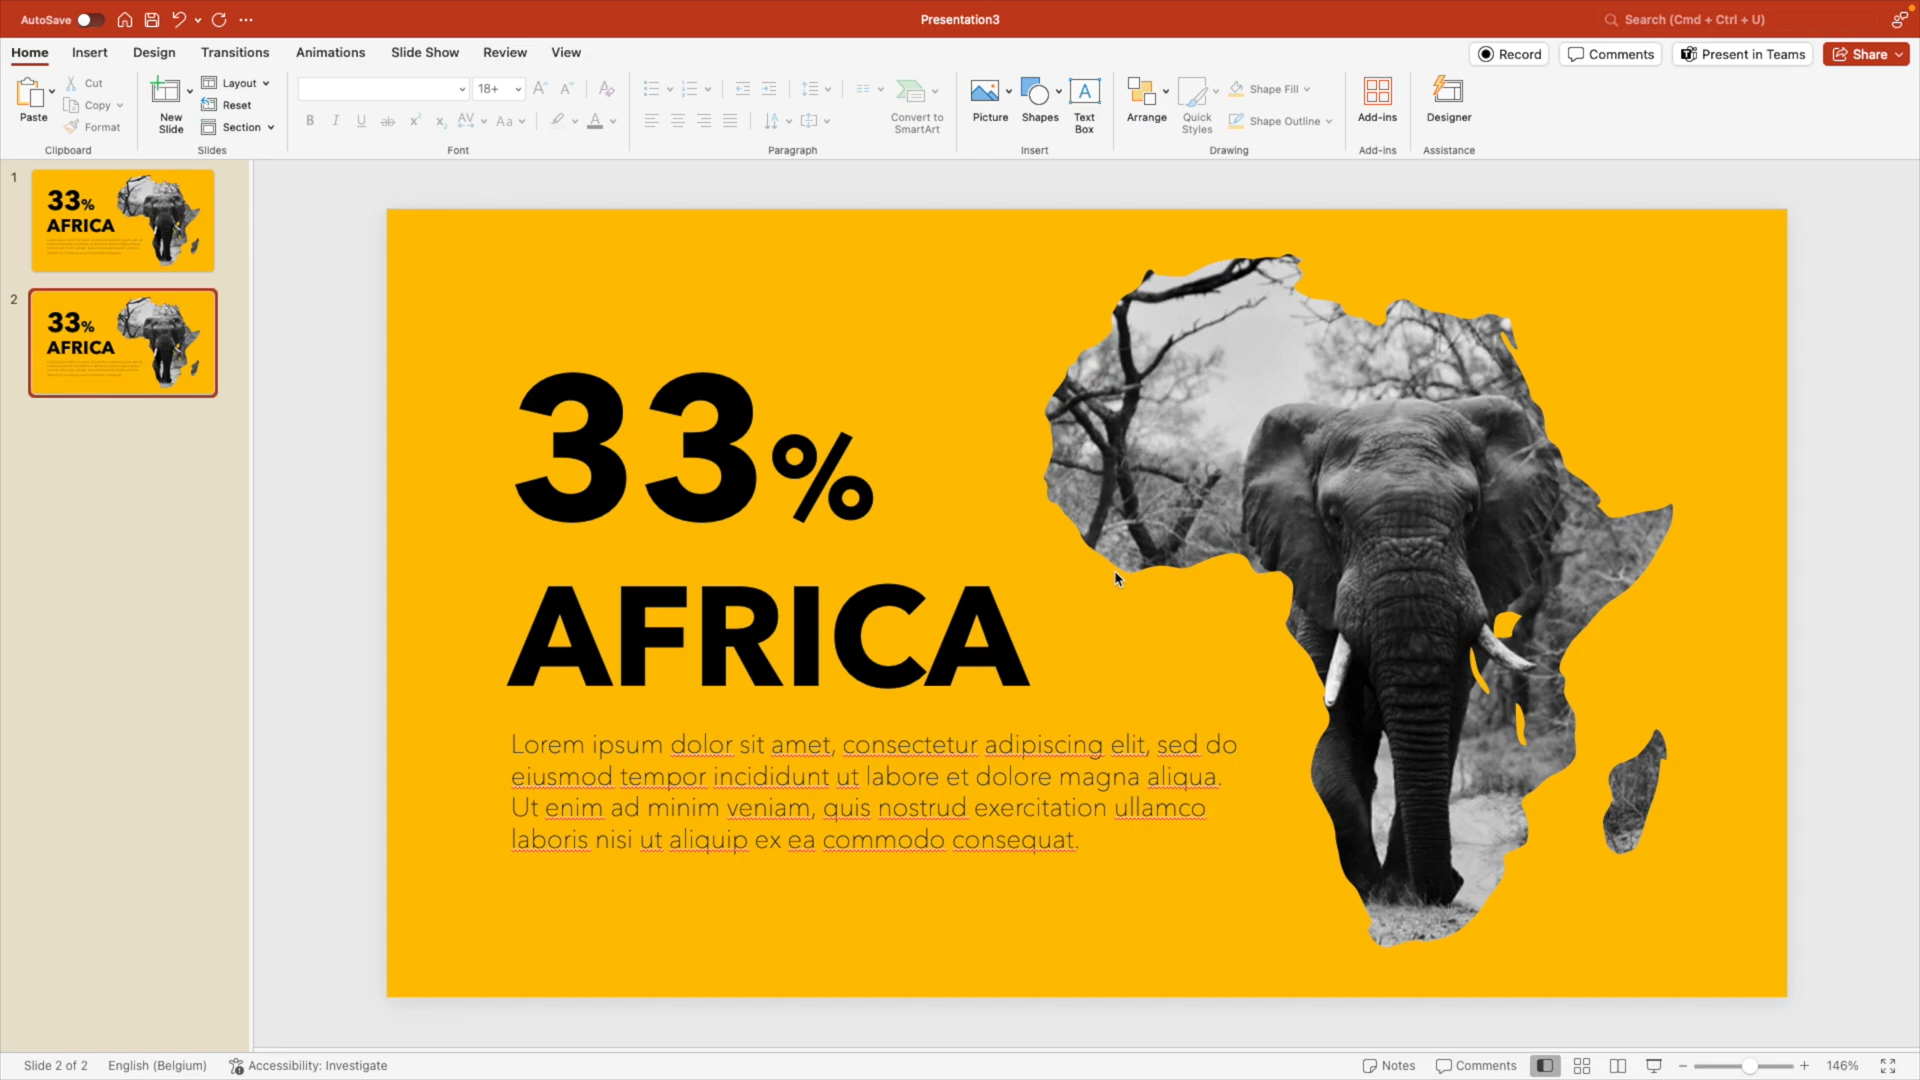 AutoSave
Presentation3
Search (Cmd + Ctrl + U)
Home Insert Design Transitions Animations Slide Show Review View
Record Comments Present in Teams Share
Paste
Cut
Copy
Format
Clipboard
New Slide
Layout
Reset
Section
Slides
18+
B I U ab x² x₂ AV Aa A
Font
Convert to SmartArt
Paragraph
Picture Shapes Text Box
Insert
Arrange Quick Styles
Shape Fill
Shape Outline
Drawing
Add-ins
Add-ins
Designer
Assistance
1
33%
AFRICA
2
33%
AFRICA
33%
AFRICA
Lorem ipsum dolor sit amet, consectetur adipiscing elit, sed do
eiusmod tempor incididunt ut labore et dolore magna aliqua.
Ut enim ad minim veniam, quis nostrud exercitation ullamco
laboris nisi ut aliquip ex ea commodo consequat.
Slide 2 of 2 English (Belgium) Accessibility: Investigate
Notes Comments 146%